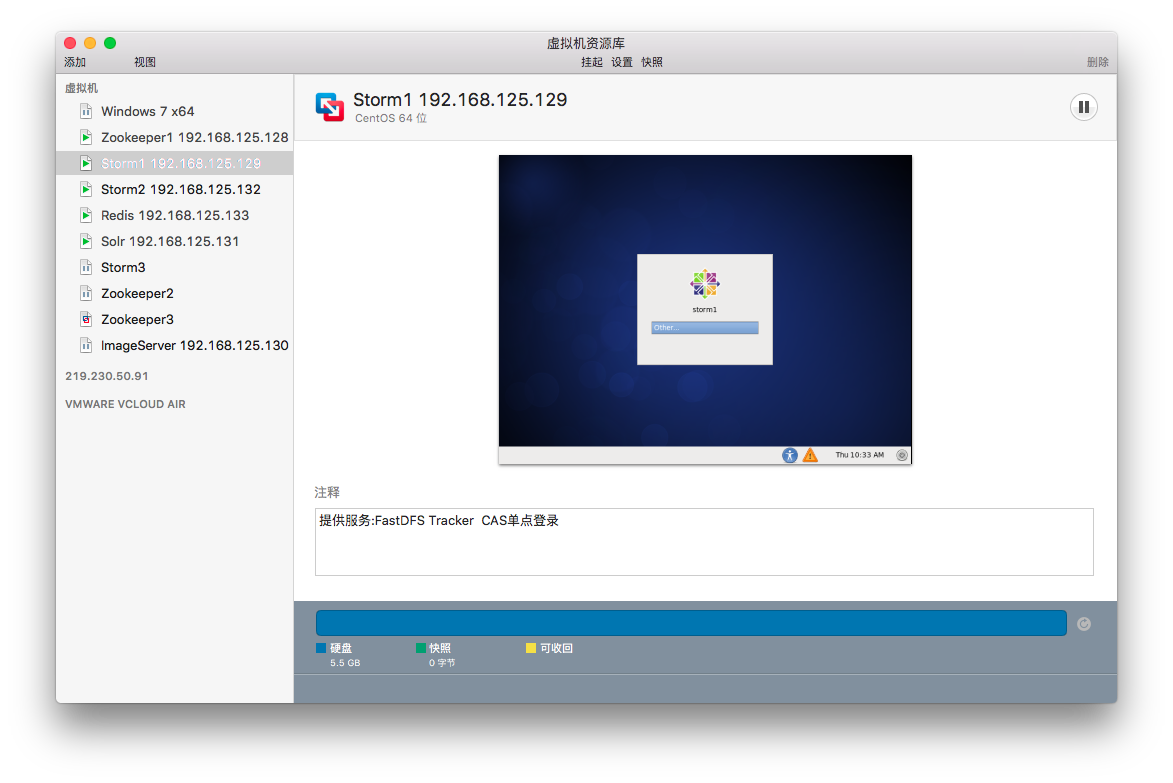 虚拟机资源库
添加 视图 挂起 设置 快照 删除
虚拟机
Windows 7 x64
Zookeeper1 192.168.125.128
Storm1 192.168.125.129
Storm2 192.168.125.132
Redis 192.168.125.133
Solr 192.168.125.131
Storm3
Zookeeper2
Zookeeper3
ImageServer 192.168.125.130
219.230.50.91
VMWARE VCLOUD AIR
Storm1 192.168.125.129
CentOS 64 位
storm1
Other...
Thu 10:33 AM
注释
提供服务:FastDFS Tracker  CAS单点登录
硬盘 快照 可收回
5.5 GB 0 字节